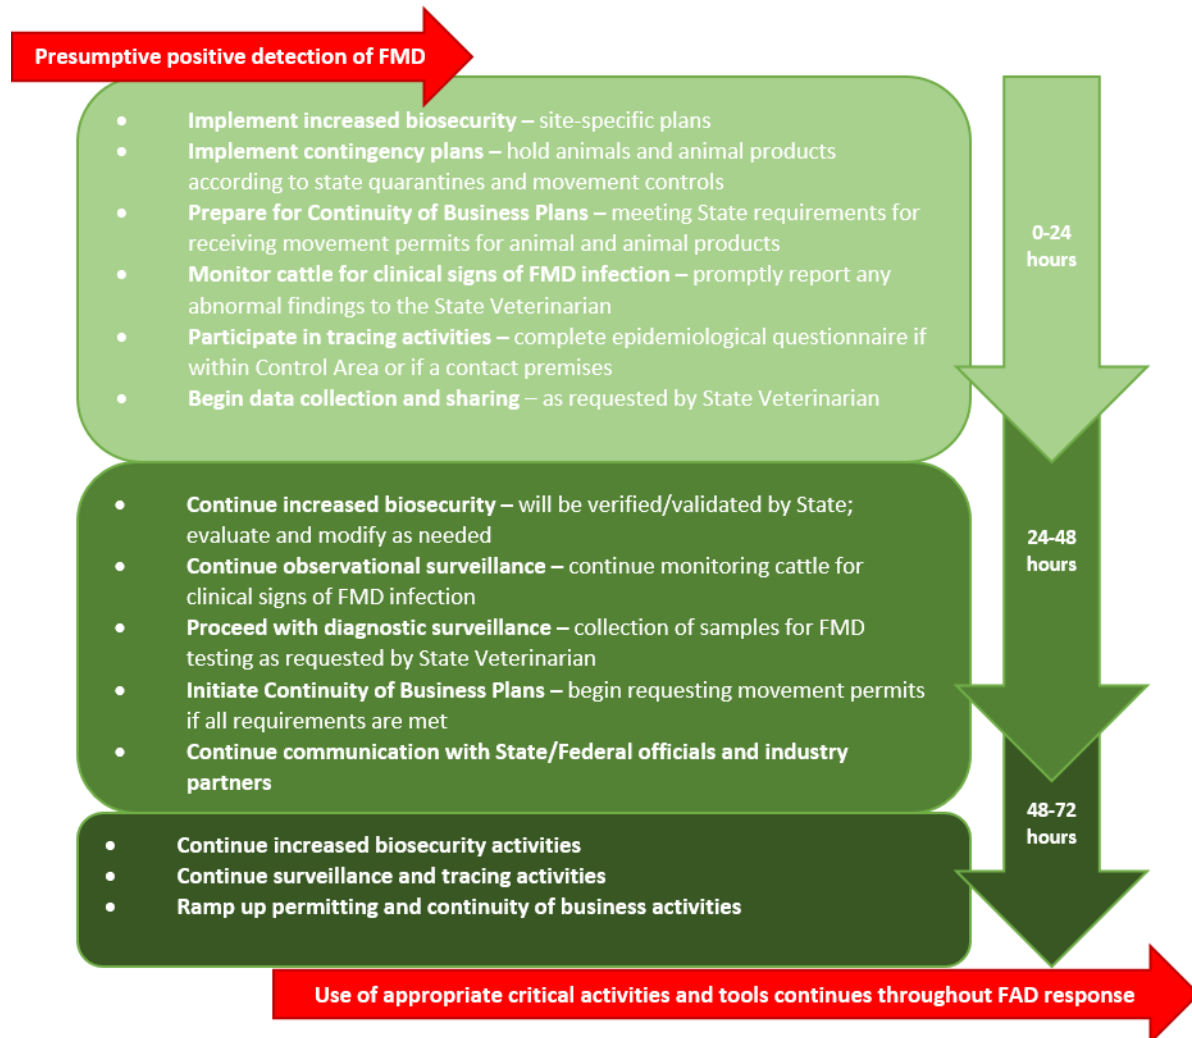 Presumptive positive detection of FMD
• Implement increased biosecurity – site-specific plans
• Implement contingency plans – hold animals and animal products
according to state quarantines and movement controls
• Prepare for Continuity of Business Plans – meeting State requirements for
receiving movement permits for animal and animal products
• Monitor cattle for clinical signs of FMD infection – promptly report any
abnormal findings to the State Veterinarian
• Participate in tracing activities – complete epidemiological questionnaire if
within Control Area or if a contact premises
• Begin data collection and sharing – as requested by State Veterinarian
0-24
hours
• Continue increased biosecurity – will be verified/validated by State;
evaluate and modify as needed
• Continue observational surveillance – continue monitoring cattle for
clinical signs of FMD infection
• Proceed with diagnostic surveillance – collection of samples for FMD
testing as requested by State Veterinarian
• Initiate Continuity of Business Plans – begin requesting movement permits
if all requirements are met
• Continue communication with State/Federal officials and industry
partners
24-48
hours
• Continue increased biosecurity activities
• Continue surveillance and tracing activities
• Ramp up permitting and continuity of business activities
48-72
hours
Use of appropriate critical activities and tools continues throughout FAD response